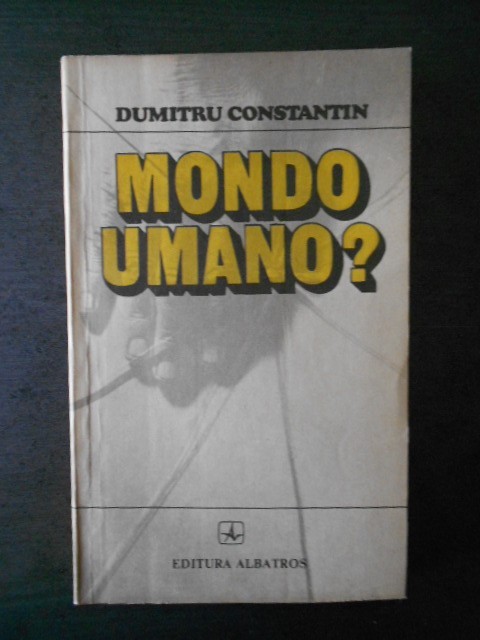 DUMITRU CONSTANTIN
MONDO
UMANO?
EDITURA ALBATROS